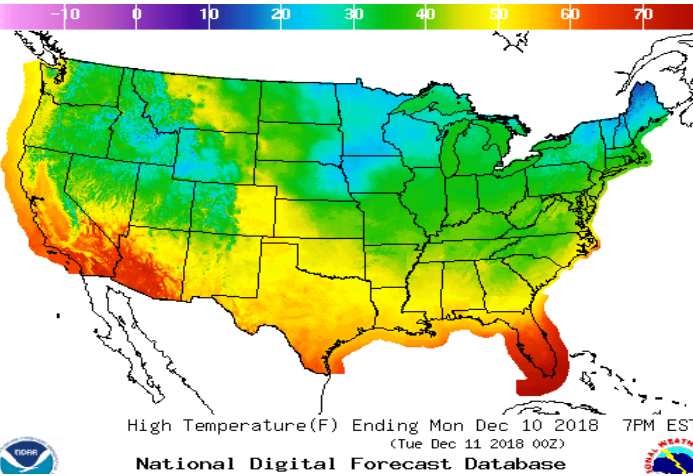 -10 0 10 20 30 40 50 60 70
High Temperature(F) Ending Mon Dec 10 2018 7PM EST
(Tue Dec 11 2018 00Z)
NOAA
National Digital Forecast Database